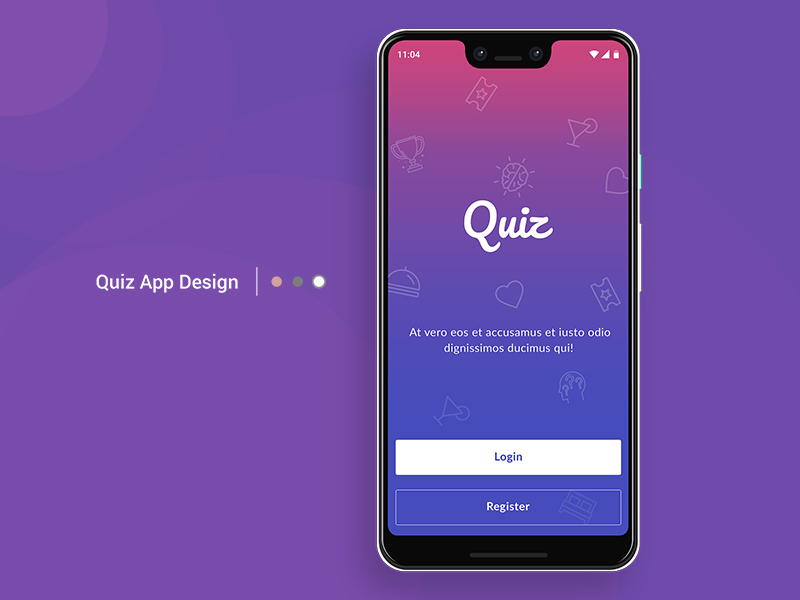 11:04
Quiz
Quiz App Design
At vero eos et accusamus et iusto odio
dignissimos ducimus qui!
Login
Register